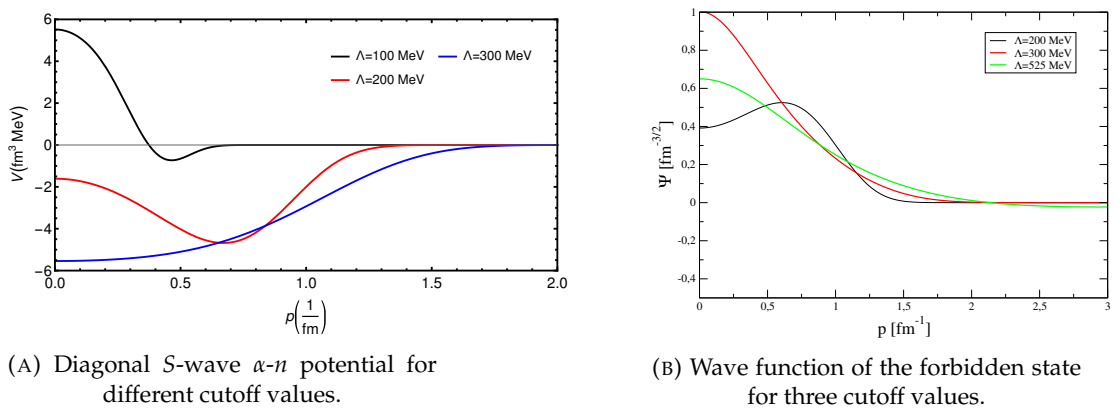 6
4
2
0
−2
−4
−6
V(fm³ MeV)
Λ=100 MeV
Λ=300 MeV
Λ=200 MeV
0.0
0.5
1.0
1.5
2.0
p(1/fm)
(A) Diagonal S-wave α-n potential for
different cutoff values.
1
0,8
0,6
0,4
0,2
0
-0,2
-0,4
Ψ [fm⁻³/²]
Λ=200 MeV
Λ=300 MeV
Λ=525 MeV
0
0,5
1
1,5
2
2,5
3
p [fm⁻¹]
(B) Wave function of the forbidden state
for three cutoff values.